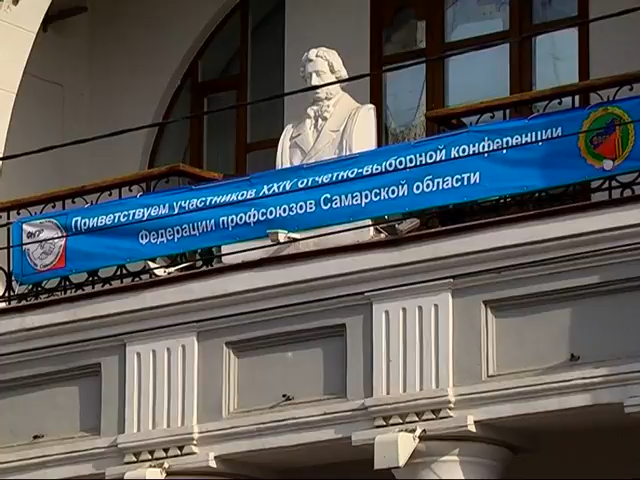 Приветствуем участников XXIV отчетно-выборной конференции
Федерации профсоюзов Самарской области